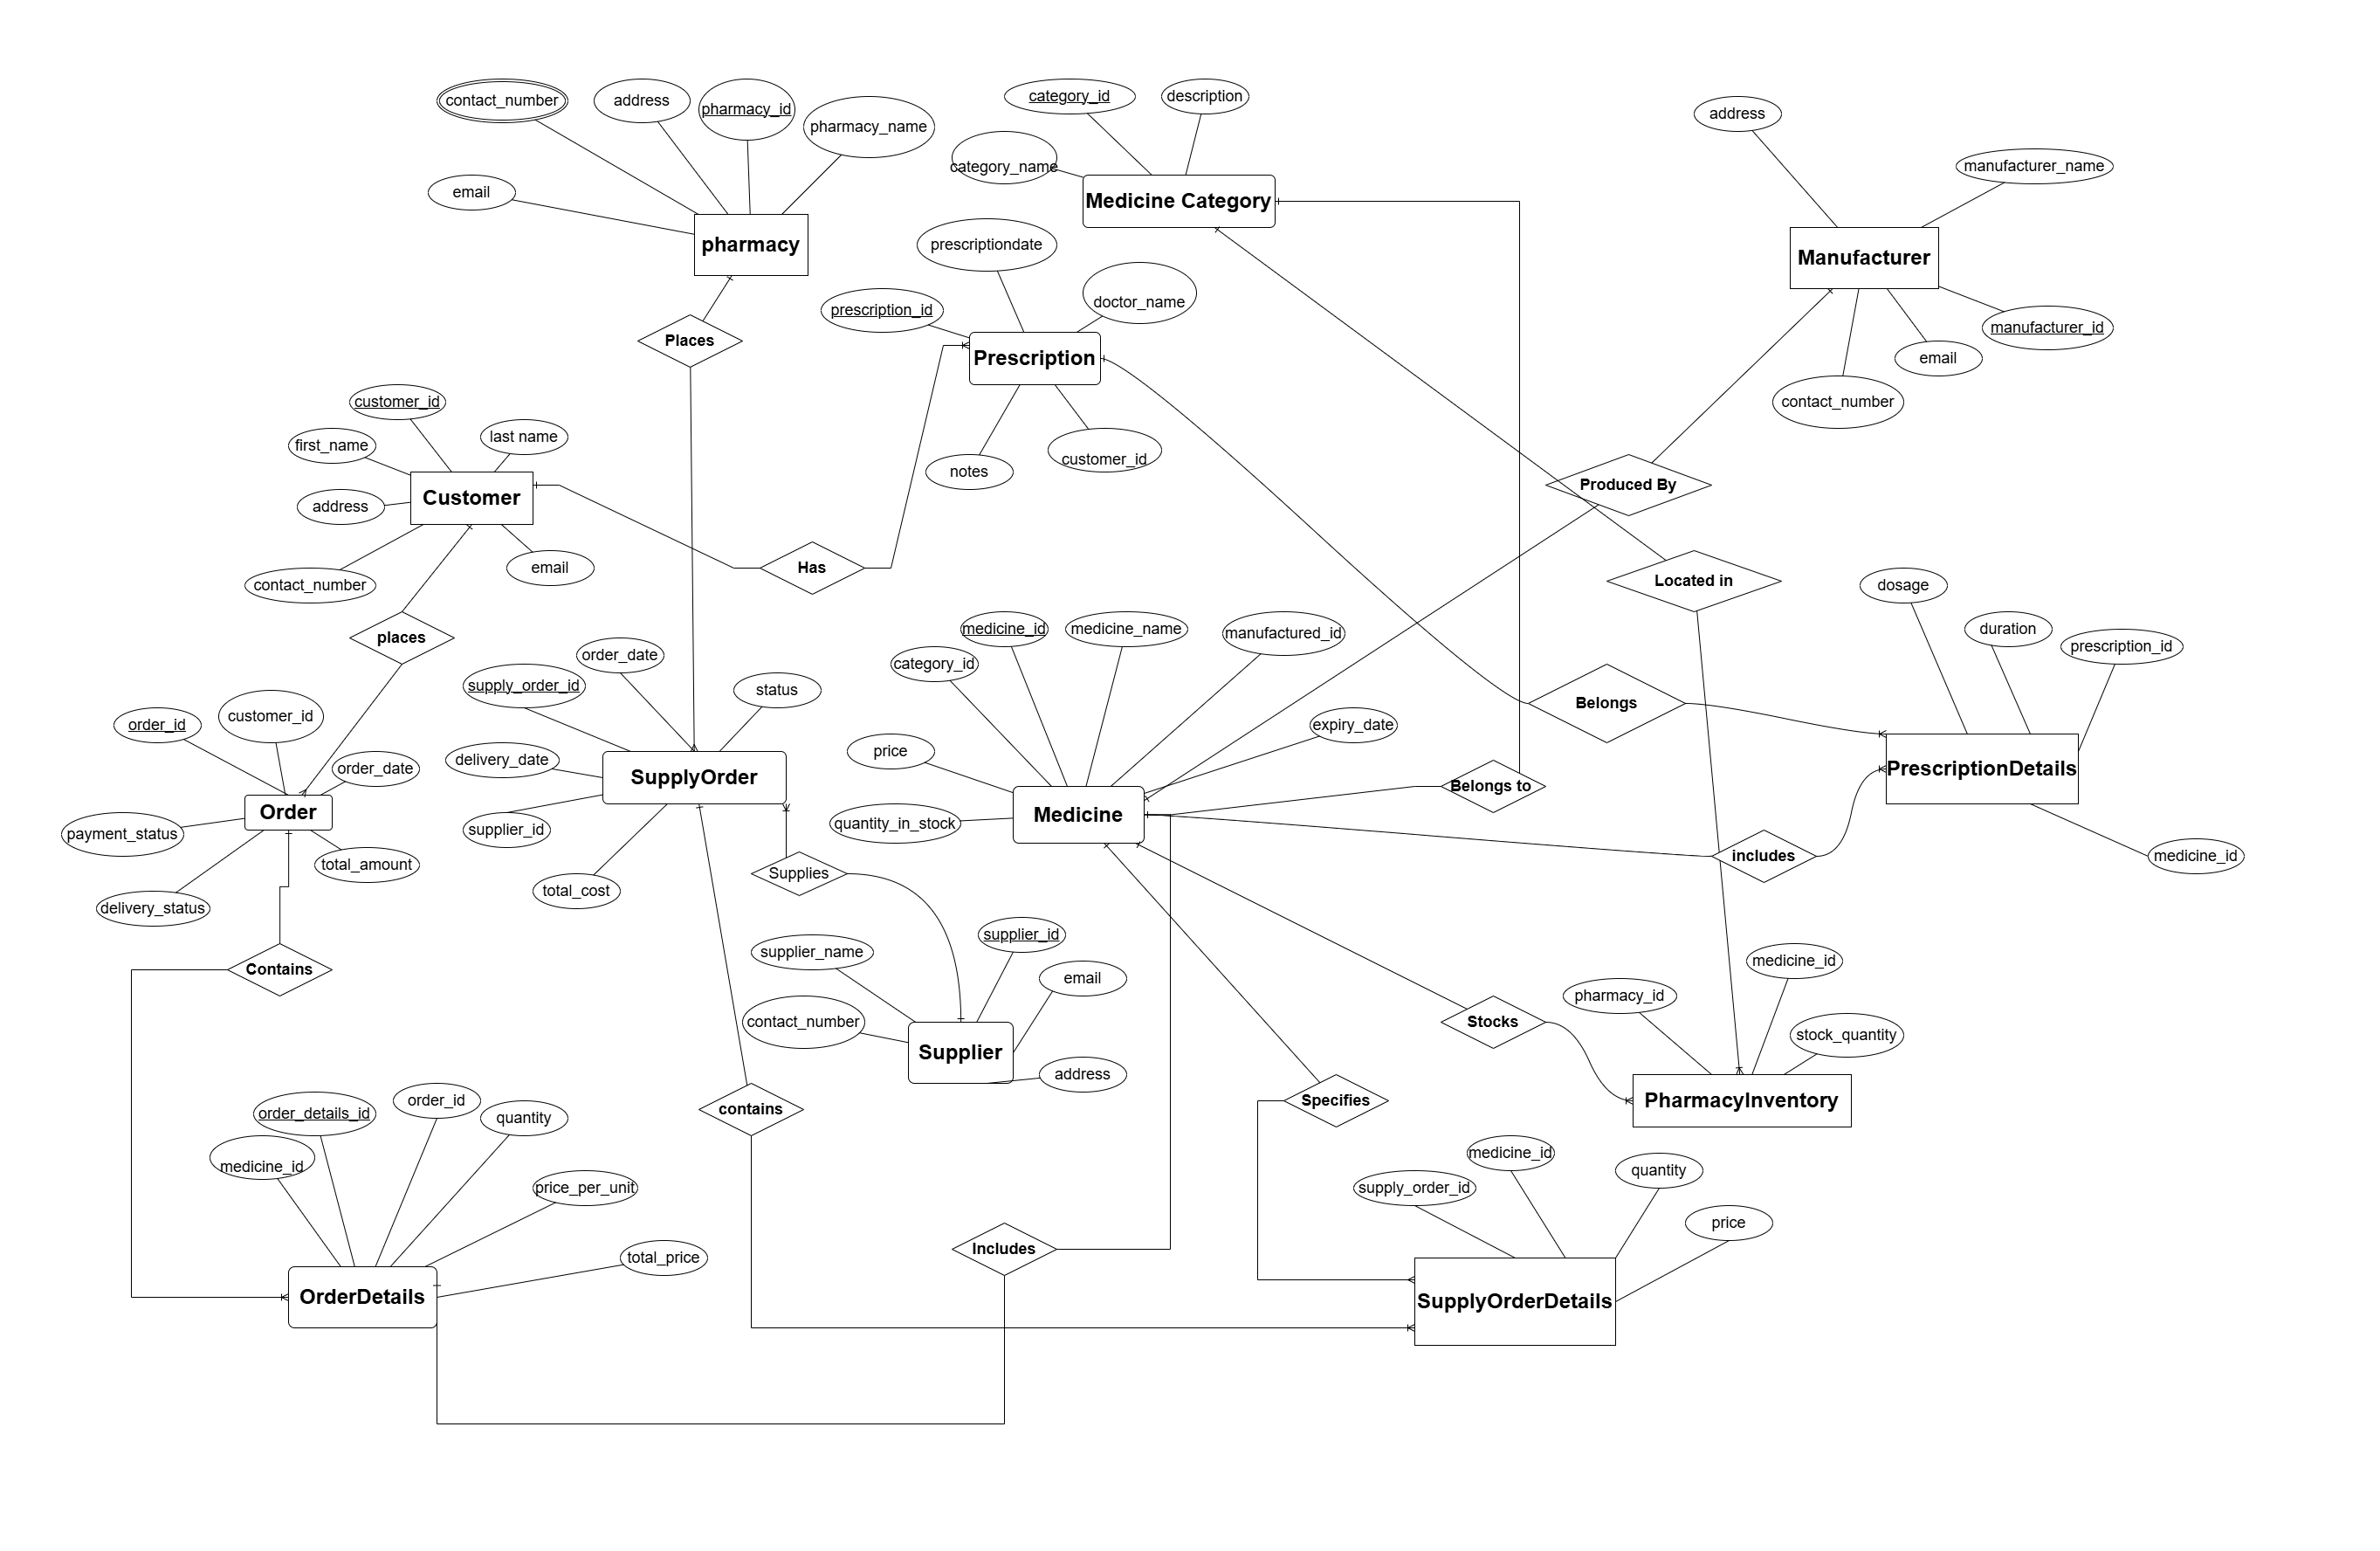 contact_number
address
pharmacy_id
pharmacy_name
email
pharmacy
category_id
description
category_name
Medicine Category
address
manufacturer_name
Manufacturer
manufacturer_id
email
contact_number
prescriptiondate
doctor_name
prescription_id
Prescription
notes
customer_id
Places
customer_id
first_name
last name
address
Customer
contact_number
email
Has
Produced By
Located in
places
order_date
supply_order_id
status
delivery_date
SupplyOrder
supplier_id
total_cost
order_id
customer_id
order_date
Order
payment_status
total_amount
delivery_status
medicine_id
medicine_name
manufactured_id
category_id
expiry_date
price
quantity_in_stock
Medicine
Belongs
Belongs to
includes
dosage
duration
prescription_id
PrescriptionDetails
medicine_id
Supplies
supplier_name
supplier_id
email
contact_number
Supplier
address
Contains
contains
Stocks
Specifies
medicine_id
pharmacy_id
stock_quantity
PharmacyInventory
order_details_id
order_id
quantity
medicine_id
price_per_unit
total_price
OrderDetails
Includes
medicine_id
quantity
supply_order_id
price
SupplyOrderDetails